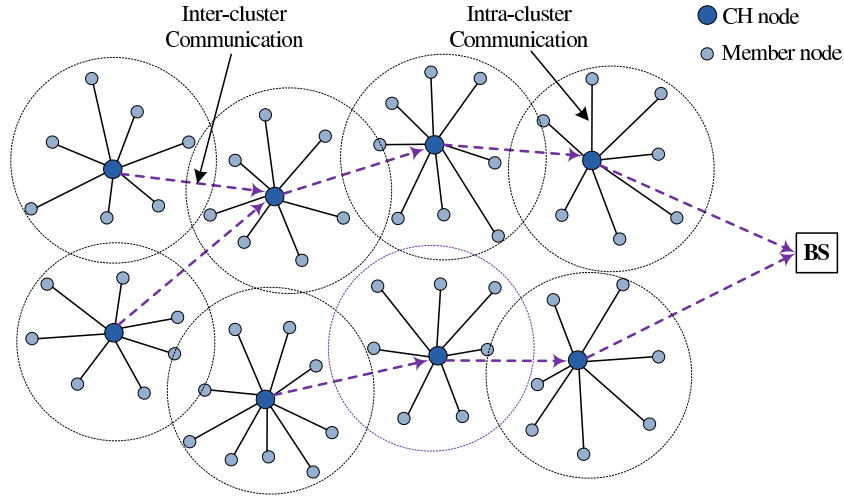 Inter-cluster
Communication
Intra-cluster
Communication
CH node
Member node
BS